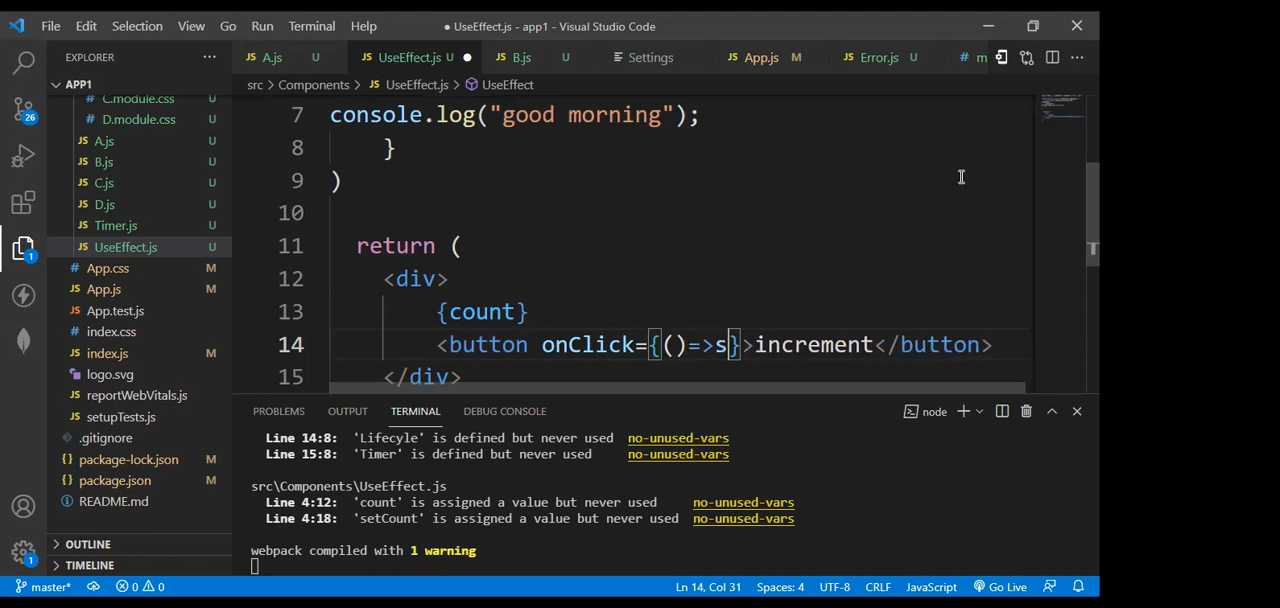 File Edit Selection View Go Run Terminal Help ● UseEffect.js - app1 - Visual Studio Code
EXPLORER ···
A.js U UseEffect.js U ● B.js U Settings App.js M Error.js U # m
APP1
src > Components > JS UseEffect.js > UseEffect
C.module.css U
D.module.css U
JS A.js U
JS B.js U
JS C.js U
JS D.js U
JS Timer.js U
JS UseEffect.js U
# App.css M
JS App.js M
JS App.test.js
# index.css
JS index.js M
logo.svg
JS reportWebVitals.js
JS setupTests.js
.gitignore
{} package-lock.json M
{} package.json M
README.md
OUTLINE
TIMELINE
26
1
1
7 console.log("good morning");
8 }
9 )
10
11 return (
12 <div>
13 {count}
14 <button onClick={()=>s}>increment</button>
15 </div>
PROBLEMS OUTPUT TERMINAL DEBUG CONSOLE node
Line 14:8: 'Lifecyle' is defined but never used no-unused-vars
Line 15:8: 'Timer' is defined but never used no-unused-vars
src\Components\UseEffect.js
Line 4:12: 'count' is assigned a value but never used no-unused-vars
Line 4:18: 'setCount' is assigned a value but never used no-unused-vars
webpack compiled with 1 warning
master* 0 0 Ln 14, Col 31 Spaces: 4 UTF-8 CRLF JavaScript Go Live